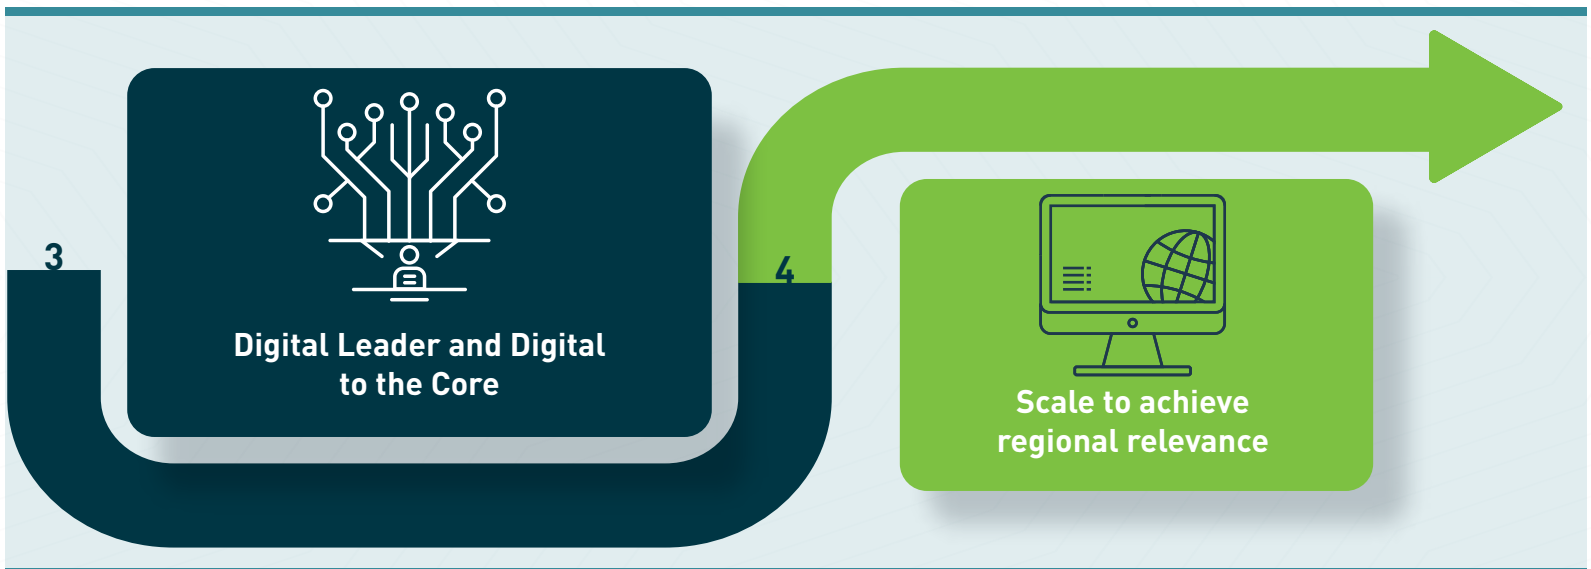 3
Digital Leader and Digital
to the Core
4
Scale to achieve
regional relevance